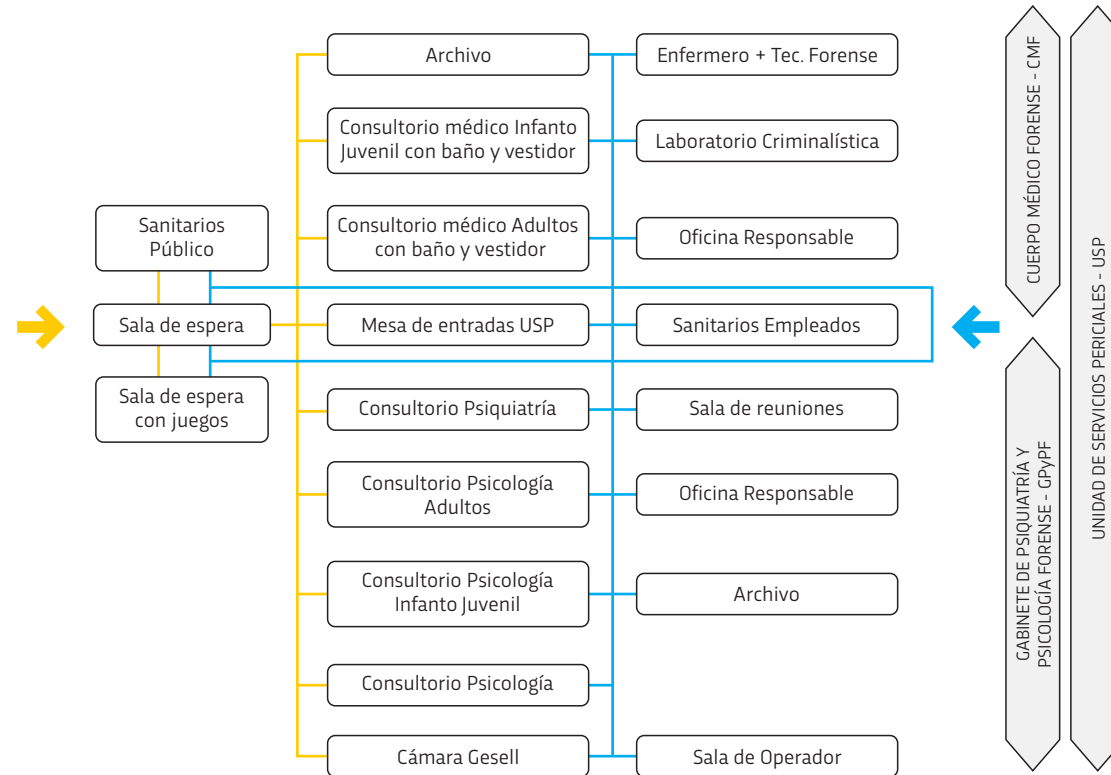 Archivo
Enfermero + Tec. Forense
Consultorio médico Infanto
Juvenil con baño y vestidor
Laboratorio Criminalística
Sanitarios
Público
Consultorio médico Adultos
con baño y vestidor
Oficina Responsable
Sala de espera
Mesa de entradas USP
Sanitarios Empleados
Sala de espera
con juegos
Consultorio Psiquiatría
Sala de reuniones
Consultorio Psicología
Adultos
Oficina Responsable
Consultorio Psicología
Infanto Juvenil
Archivo
Consultorio Psicología
Cámara Gesell
Sala de Operador
CUERPO MÉDICO FORENSE - CMF
GABINETE DE PSIQUIATRÍA Y
PSICOLOGÍA FORENSE - GPyPF
UNIDAD DE SERVICIOS PERICIALES - USP